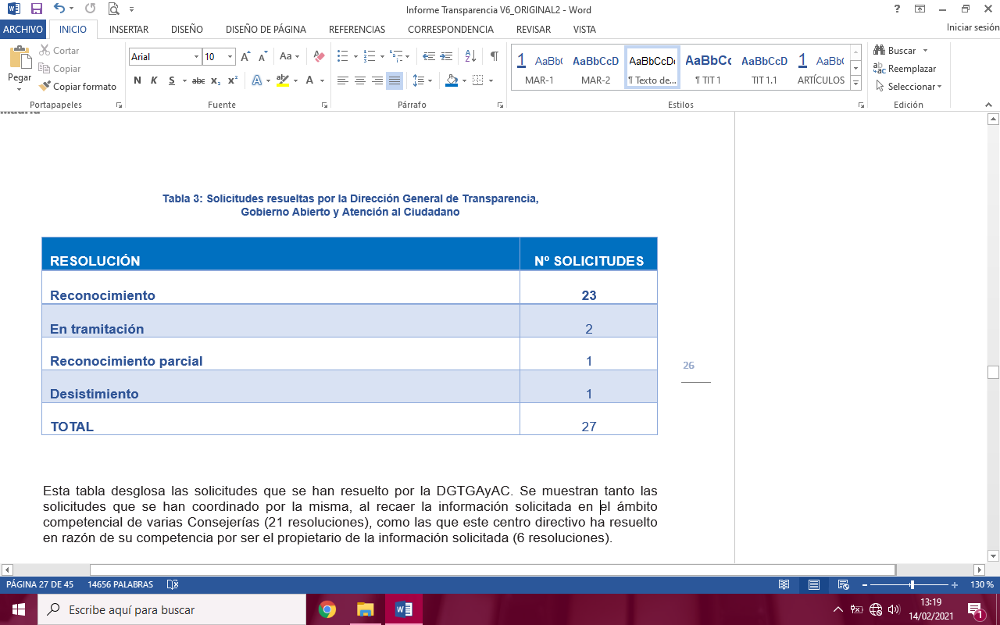 Informe Transparencia V6_ORIGINAL2 - Word
ARCHIVO INICIO INSERTAR DISEÑO DISEÑO DE PÁGINA REFERENCIAS CORRESPONDENCIA REVISAR VISTA Iniciar sesión
Pegar
Cortar
Copiar
Copiar formato
Portapapeles
Arial 10
N K S abc x₂ x²
Fuente
Párrafo
AaBbC AaBbCcD AaBbCcDc AaBbCc AaBbCcD AaBbC
MAR-1 MAR-2 ¶ Texto de... ¶ TIT 1 TIT 1.1 ARTÍCULOS
Estilos
Buscar
Reemplazar
Seleccionar
Edición
Madrid
Tabla 3: Solicitudes resueltas por la Dirección General de Transparencia,
Gobierno Abierto y Atención al Ciudadano
RESOLUCIÓN Nº SOLICITUDES
Reconocimiento 23
En tramitación 2
Reconocimiento parcial 1
Desistimiento 1
TOTAL 27
26
Esta tabla desglosa las solicitudes que se han resuelto por la DGTGAyAC. Se muestran tanto las
solicitudes que se han coordinado por la misma, al recaer la información solicitada en el ámbito
competencial de varias Consejerías (21 resoluciones), como las que este centro directivo ha resuelto
en razón de su competencia por ser el propietario de la información solicitada (6 resoluciones).
PÁGINA 27 DE 45 14656 PALABRAS 130 %
Escribe aquí para buscar
13:19
14/02/2021
1